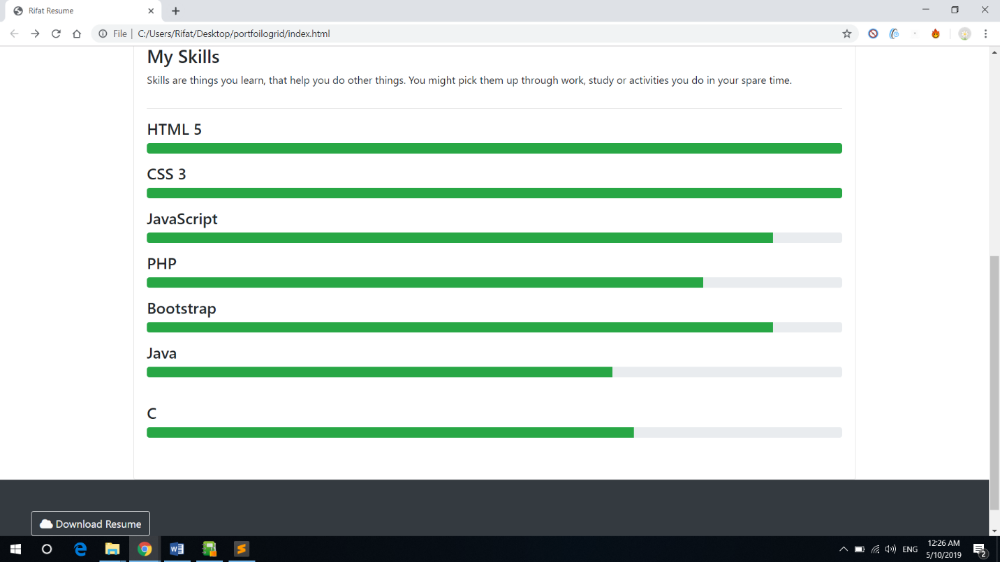 Rifat Resume
File | C:/Users/Rifat/Desktop/portfoilogrid/index.html
My Skills
Skills are things you learn, that help you do other things. You might pick them up through work, study or activities you do in your spare time.
HTML 5
CSS 3
JavaScript
PHP
Bootstrap
Java
C
Download Resume
ENG
12:26 AM
5/10/2019
2